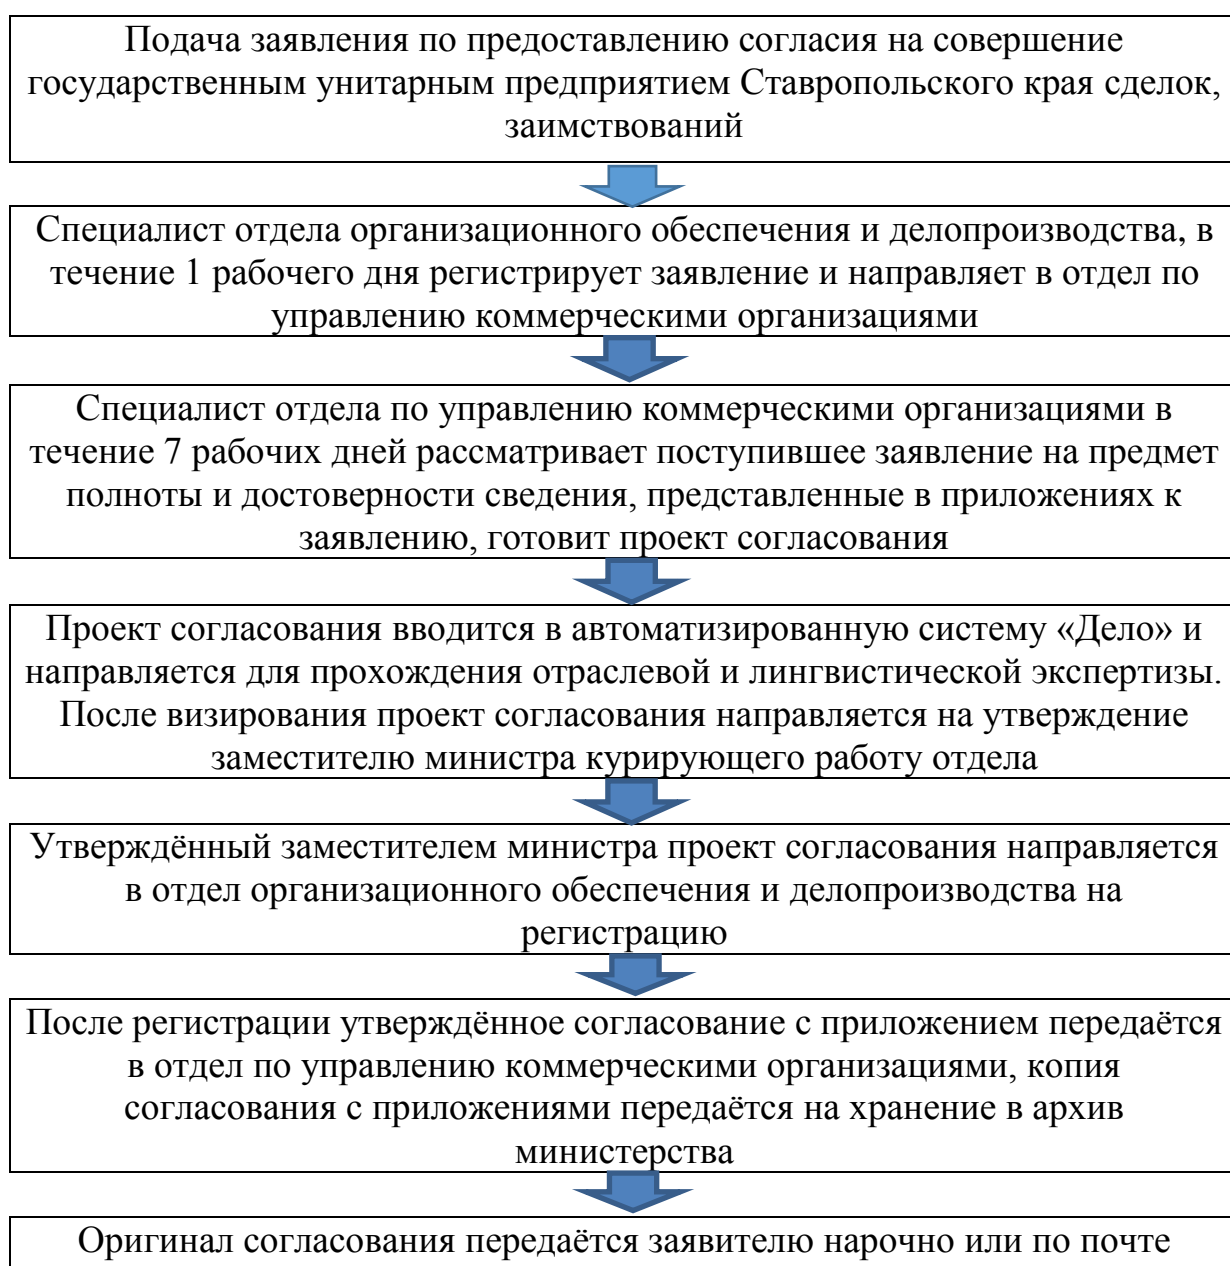 Подача заявления по предоставлению согласия на совершение
государственным унитарным предприятием Ставропольского края сделок,
заимствований
Специалист отдела организационного обеспечения и делопроизводства, в
течение 1 рабочего дня регистрирует заявление и направляет в отдел по
управлению коммерческими организациями
Специалист отдела по управлению коммерческими организациями в
течение 7 рабочих дней рассматривает поступившее заявление на предмет
полноты и достоверности сведения, представленные в приложениях к
заявлению, готовит проект согласования
Проект согласования вводится в автоматизированную систему «Дело» и
направляется для прохождения отраслевой и лингвистической экспертизы.
После визирования проект согласования направляется на утверждение
заместителю министра курирующего работу отдела
Утверждённый заместителем министра проект согласования направляется
в отдел организационного обеспечения и делопроизводства на
регистрацию
После регистрации утверждённое согласование с приложением передаётся
в отдел по управлению коммерческими организациями, копия
согласования с приложениями передаётся на хранение в архив
министерства
Оригинал согласования передаётся заявителю нарочно или по почте